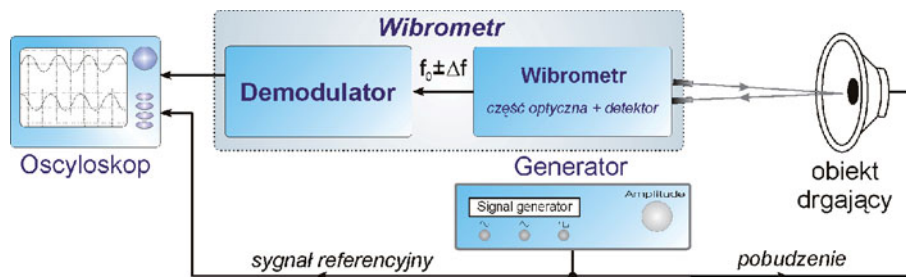 Wibrometr
Demodulator
f₀±Δf
Wibrometr
część optyczna + detektor
Oscyloskop
Generator
Signal generator
Amplitude
obiekt
drgający
sygnał referencyjny
pobudzenie